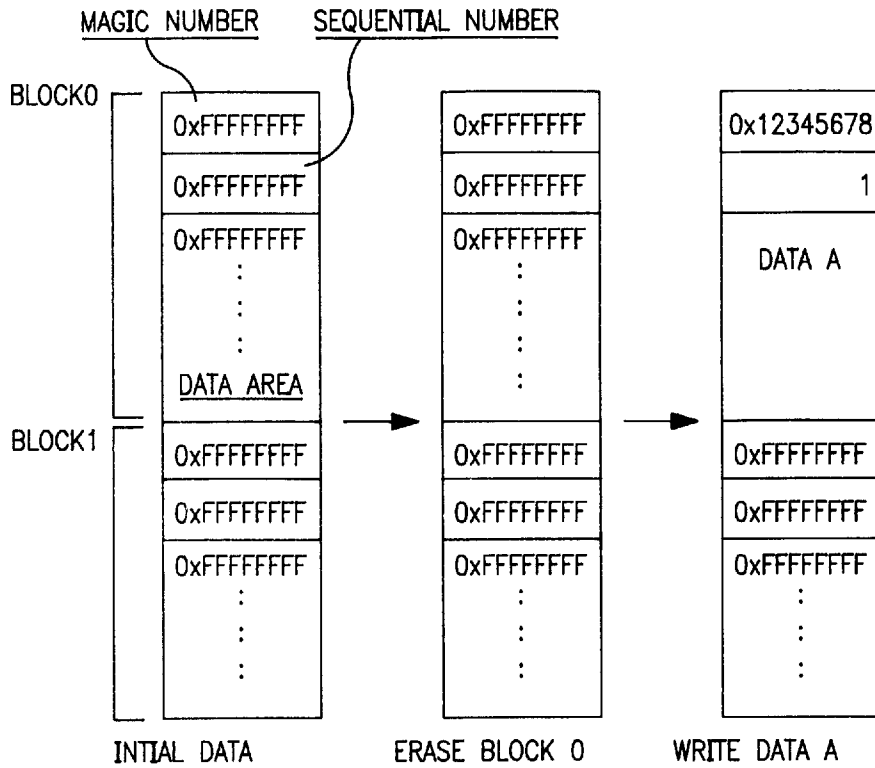 MAGIC NUMBER SEQUENTIAL NUMBER
BLOCK0
0xFFFFFFFF 0xFFFFFFFF 0x12345678
0xFFFFFFFF 0xFFFFFFFF 1
0xFFFFFFFF 0xFFFFFFFF DATA A
DATA AREA
BLOCK1
0xFFFFFFFF 0xFFFFFFFF 0xFFFFFFFF
0xFFFFFFFF 0xFFFFFFFF 0xFFFFFFFF
0xFFFFFFFF 0xFFFFFFFF 0xFFFFFFFF
INTIAL DATA ERASE BLOCK 0 WRITE DATA A